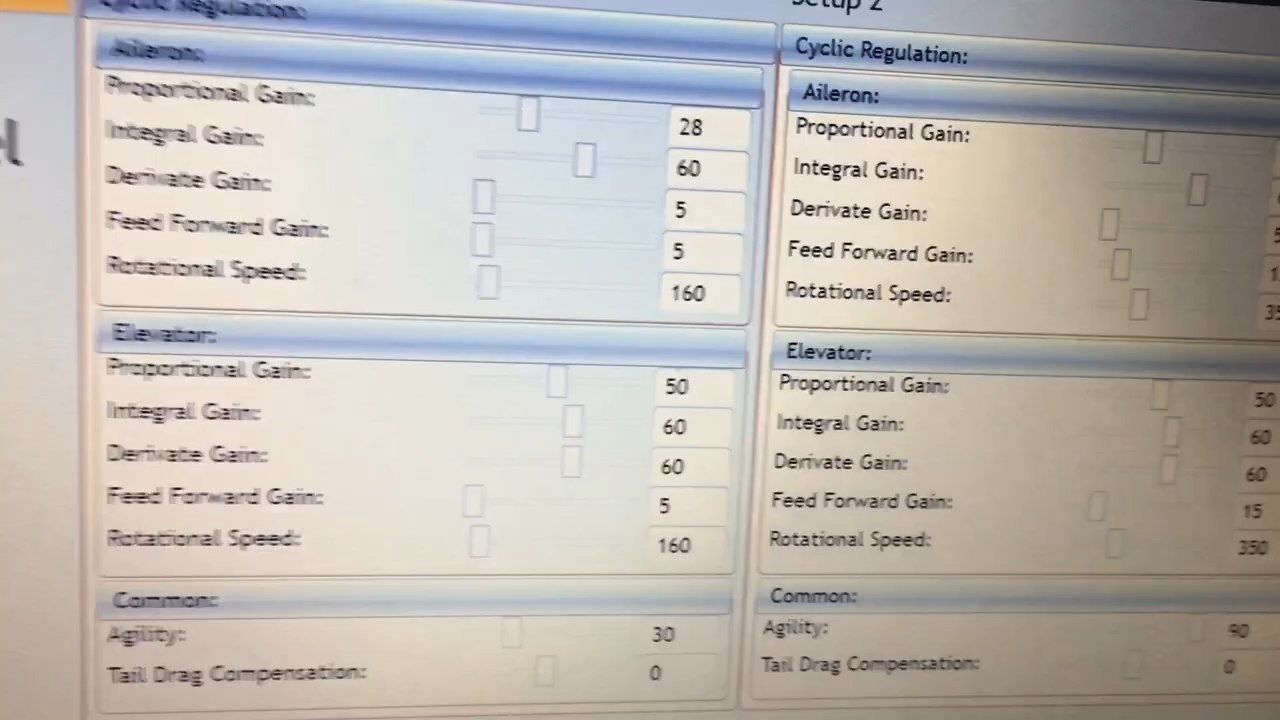 Setup 2
Cyclic Regulation:
Aileron:
Proportional Gain: 28
Integral Gain: 60
Derivate Gain: 5
Feed Forward Gain: 5
Rotational Speed: 160
Elevator:
Proportional Gain: 50
Integral Gain: 60
Derivate Gain: 60
Feed Forward Gain: 5
Rotational Speed: 160
Common:
Agility: 30
Tail Drag Compensation: 0
Cyclic Regulation:
Aileron:
Proportional Gain:
Integral Gain:
Derivate Gain:
Feed Forward Gain:
Rotational Speed:
Elevator:
Proportional Gain: 50
Integral Gain: 60
Derivate Gain: 60
Feed Forward Gain: 15
Rotational Speed: 350
Common:
Agility: 90
Tail Drag Compensation: 0